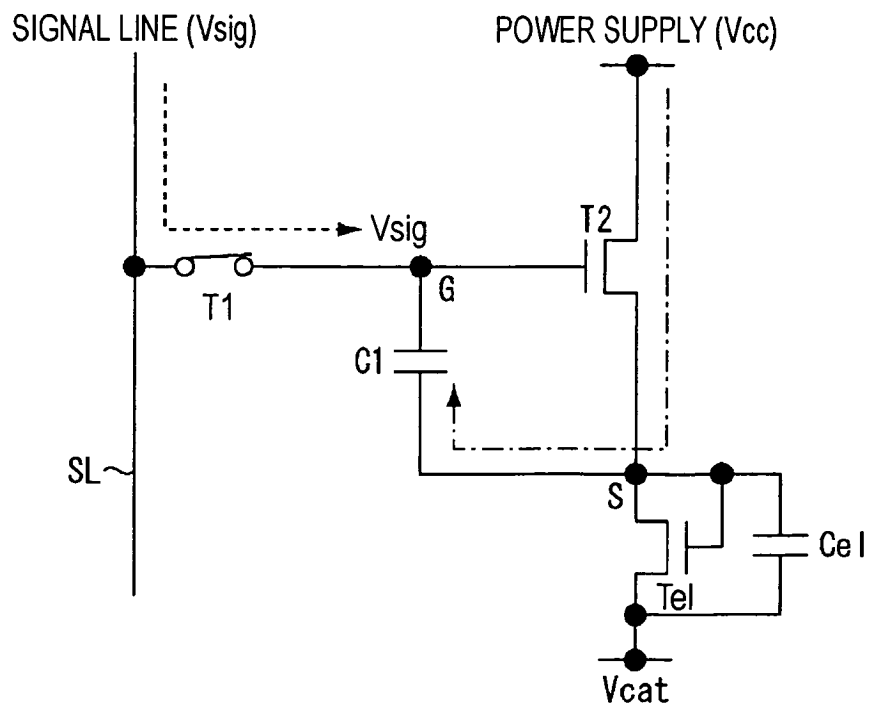 SIGNAL LINE (Vsig)
POWER SUPPLY (Vcc)
Vsig
T2
T1
G
C1
SL
S
Cel
Tel
Vcat